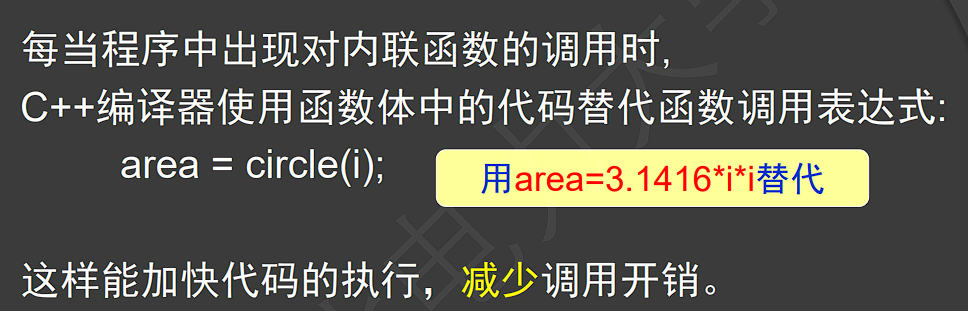 每当程序中出现对内联函数的调用时,
C++编译器使用函数体中的代码替代函数调用表达式:
area = circle(i);
用area=3.1416*i*i替代
这样能加快代码的执行，减少调用开销。